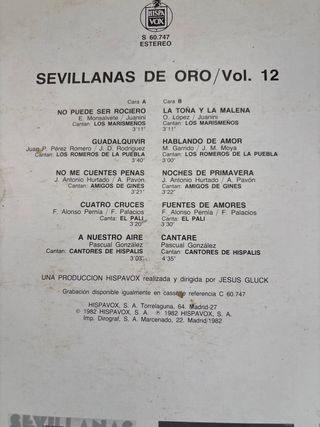 HISPA
VOX
S 60.747
ESTEREO
SEVILLANAS DE ORO/Vol. 12
Cara A
NO PUEDE SER ROCIERO
E. Monsalvete / Juanini
Cantan: LOS MARISMEÑOS
3'11"
GUADALQUIVIR
Juan P. Pérez Romero / J. D. Rodríguez
Cantan: LOS ROMEROS DE LA PUEBLA
3'40"
NO ME CUENTES PENAS
J. Antonio Hurtado / A. Pavón
Cantan: AMIGOS DE GINES
3'21"
CUATRO CRUCES
F. Alonso Pernía / F. Palacios
Canta: EL PALI
3'20"
A NUESTRO AIRE
Pascual González
Cantan: CANTORES DE HISPALIS
3'03"
Cara B
LA TOÑA Y LA MALENA
O. López / Juanini
Cantan: LOS MARISMEÑOS
3'11"
HABLANDO DE AMOR
M. Garrido / J. M. Moya
Cantan: LOS ROMEROS DE LA PUEBLA
3'00"
NOCHES DE PRIMAVERA
J. Antonio Hurtado / A. Pavón
Cantan: AMIGOS DE GINES
3'22"
FUENTES DE AMORES
F. Alonso Pernía / F. Palacios
Canta: EL PALI
3'30"
CANTARE
Pascual González
Cantan: CANTORES DE HISPALIS
4'35"
UNA PRODUCCION HISPAVOX realizada y dirigida por JESUS GLUCK
Grabación disponible igualmente en cassette referencia C 60.747
HISPAVOX, S. A. Torrelaguna, 64. Madrid-27
© 1982 HISPAVOX, S. A. ℗ 1982 HISPAVOX, S. A.
Imp. Dirograf, S. A. Marcenado, 22. Madrid/1982
SEVILLANAS